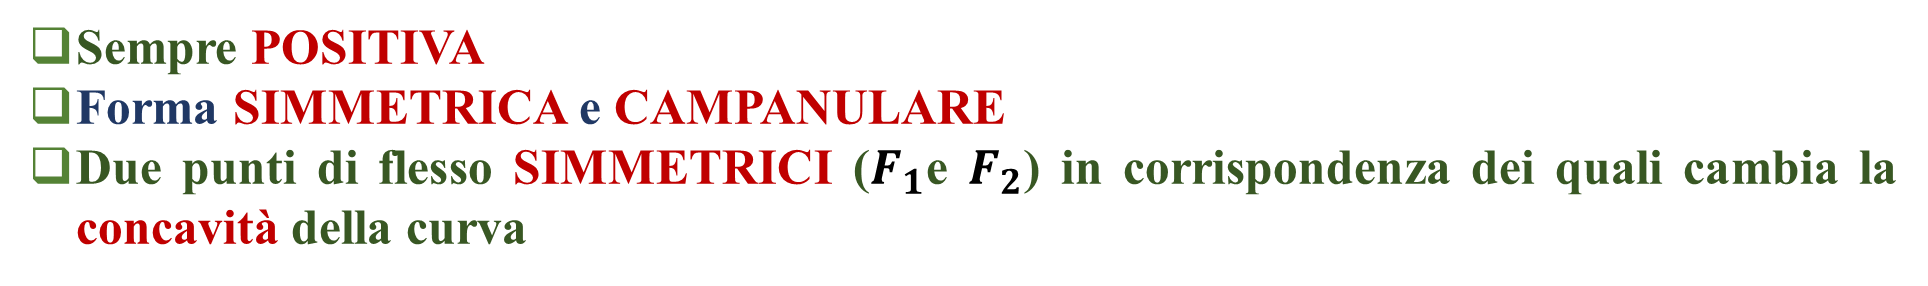 ❑Sempre POSITIVA
❑Forma SIMMETRICA e CAMPANULARE
❑Due punti di flesso SIMMETRICI (𝑭₁e 𝑭₂) in corrispondenza dei quali cambia la
concavità della curva